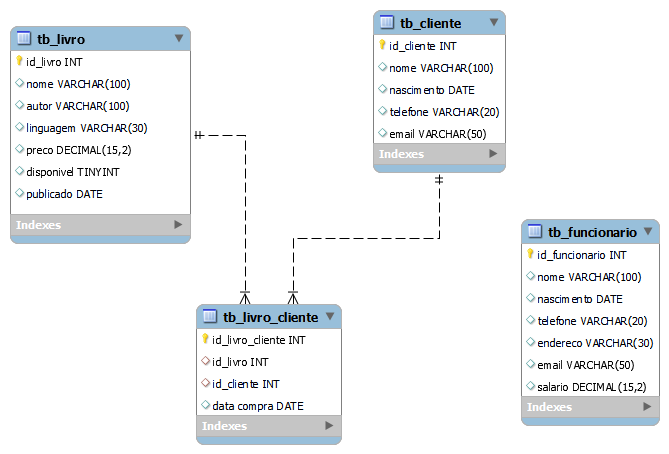 tb_livro
id_livro INT
nome VARCHAR(100)
autor VARCHAR(100)
linguagem VARCHAR(30)
preco DECIMAL(15,2)
disponivel TINYINT
publicado DATE
Indexes
tb_cliente
id_cliente INT
nome VARCHAR(100)
nascimento DATE
telefone VARCHAR(20)
email VARCHAR(50)
Indexes
tb_livro_cliente
id_livro_cliente INT
id_livro INT
id_cliente INT
data compra DATE
Indexes
tb_funcionario
id_funcionario INT
nome VARCHAR(100)
nascimento DATE
telefone VARCHAR(20)
endereco VARCHAR(30)
email VARCHAR(50)
salario DECIMAL(15,2)
Indexes